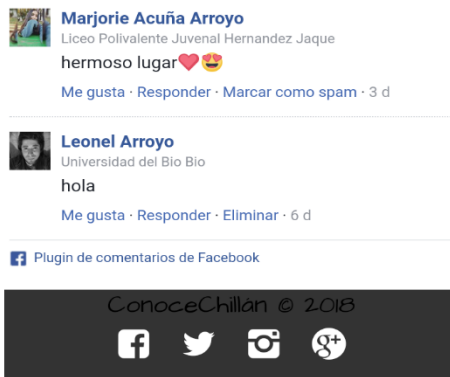 Marjorie Acuña Arroyo
Liceo Polivalente Juvenal Hernandez Jaque
hermoso lugar❤😍
Me gusta · Responder · Marcar como spam · 3 d
Leonel Arroyo
Universidad del Bio Bio
hola
Me gusta · Responder · Eliminar · 6 d
Plugin de comentarios de Facebook
ConoceChillán © 2018